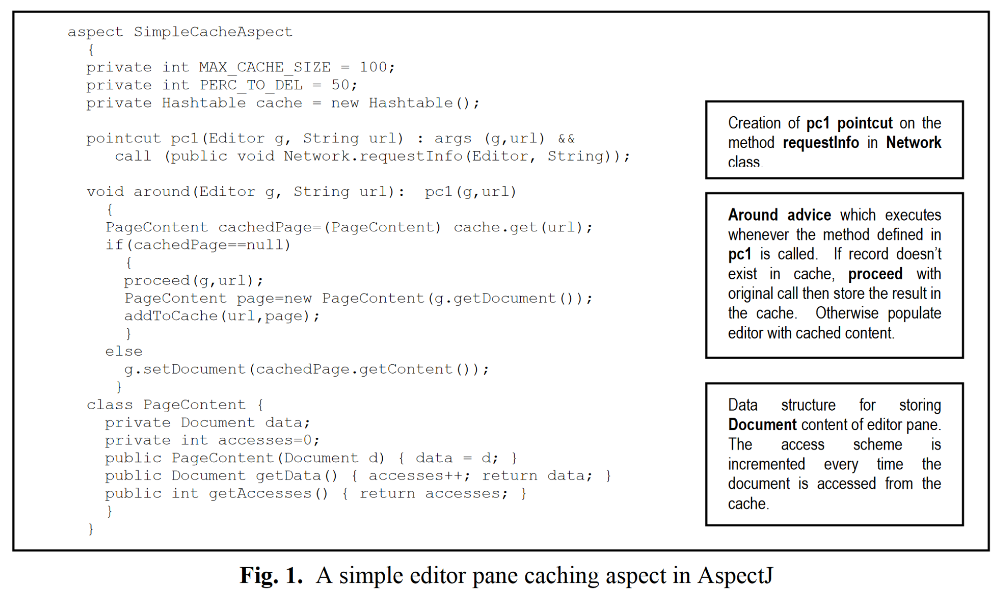 aspect SimpleCacheAspect
{
private int MAX_CACHE_SIZE = 100;
private int PERC_TO_DEL = 50;
private Hashtable cache = new Hashtable();
pointcut pc1(Editor g, String url) : args (g,url) &&
call (public void Network.requestInfo(Editor, String));
void around(Editor g, String url): pc1(g,url)
{
PageContent cachedPage=(PageContent) cache.get(url);
if(cachedPage==null)
{
proceed(g,url);
PageContent page=new PageContent(g.getDocument());
addToCache(url,page);
}
else
g.setDocument(cachedPage.getContent());
}
class PageContent {
private Document data;
private int accesses=0;
public PageContent(Document d) { data = d; }
public Document getData() { accesses++; return data; }
public int getAccesses() { return accesses; }
}
}
Creation of pc1 pointcut on the
method requestInfo in Network
class.
Around advice which executes
whenever the method defined in
pc1 is called. If record doesn't
exist in cache, proceed with
original call then store the result in
the cache. Otherwise populate
editor with cached content.
Data structure for storing
Document content of editor pane.
The access scheme is
incremented every time the
document is accessed from the
cache.
Fig. 1. A simple editor pane caching aspect in AspectJ